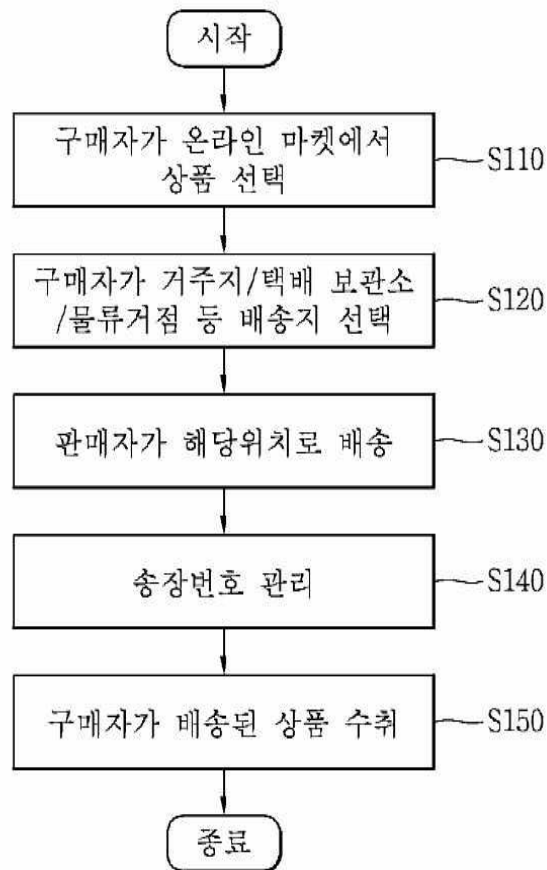 시작
구매자가 온라인 마켓에서
상품 선택
S110
구매자가 거주지/택배 보관소
/물류거점 등 배송지 선택
S120
판매자가 해당위치로 배송
S130
송장번호 관리
S140
구매자가 배송된 상품 수취
S150
종료